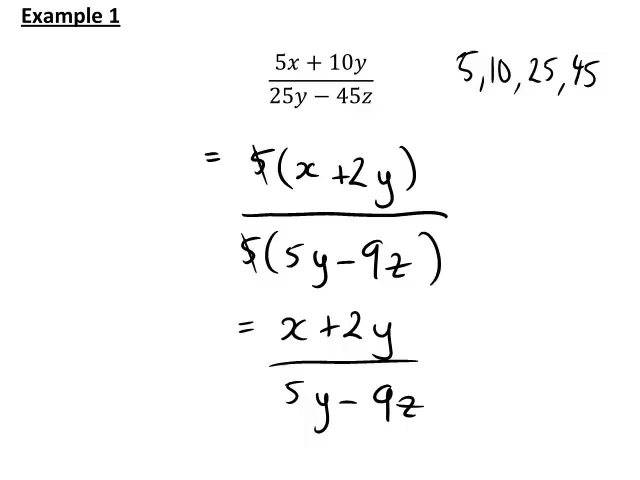 Example 1
5x + 10y
25y − 45z
5, 10, 25, 45
= 5(x + 2y)
5(5y − 9z)
= x + 2y
5y − 9z